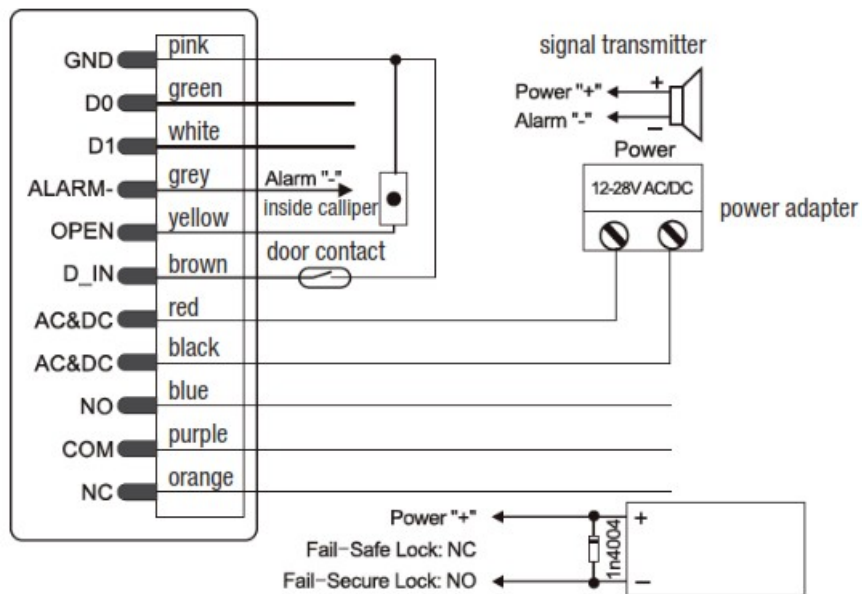 GND pink
D0 green
D1 white
ALARM- grey
OPEN yellow
D_IN brown
AC&DC red
AC&DC black
NO blue
COM purple
NC orange
Alarm "-"
inside calliper
door contact
signal transmitter
Power "+" +
Alarm "-" −
Power
12-28V AC/DC
power adapter
Power "+" +
Fail-Safe Lock: NC
Fail-Secure Lock: NO −
1n4004